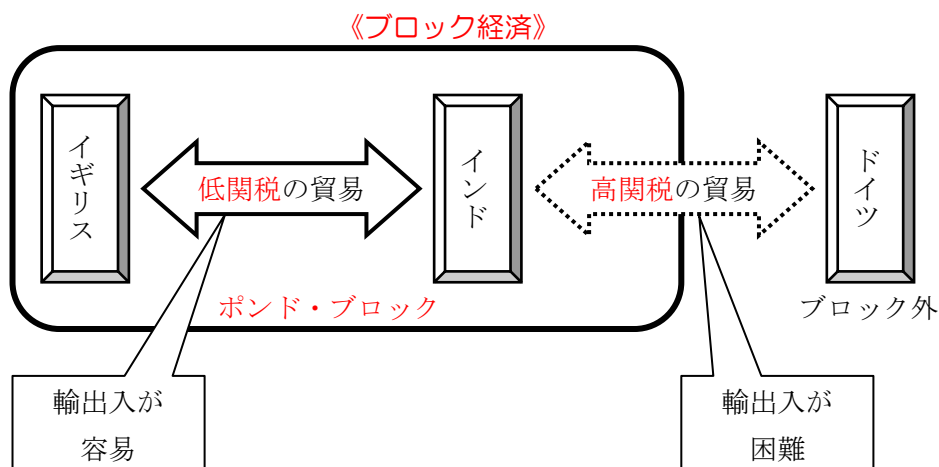 《ブロック経済》
イギリス
低関税の貿易
インド
高関税の貿易
ドイツ
ポンド・ブロック
ブロック外
輸出入が
容易
輸出入が
困難